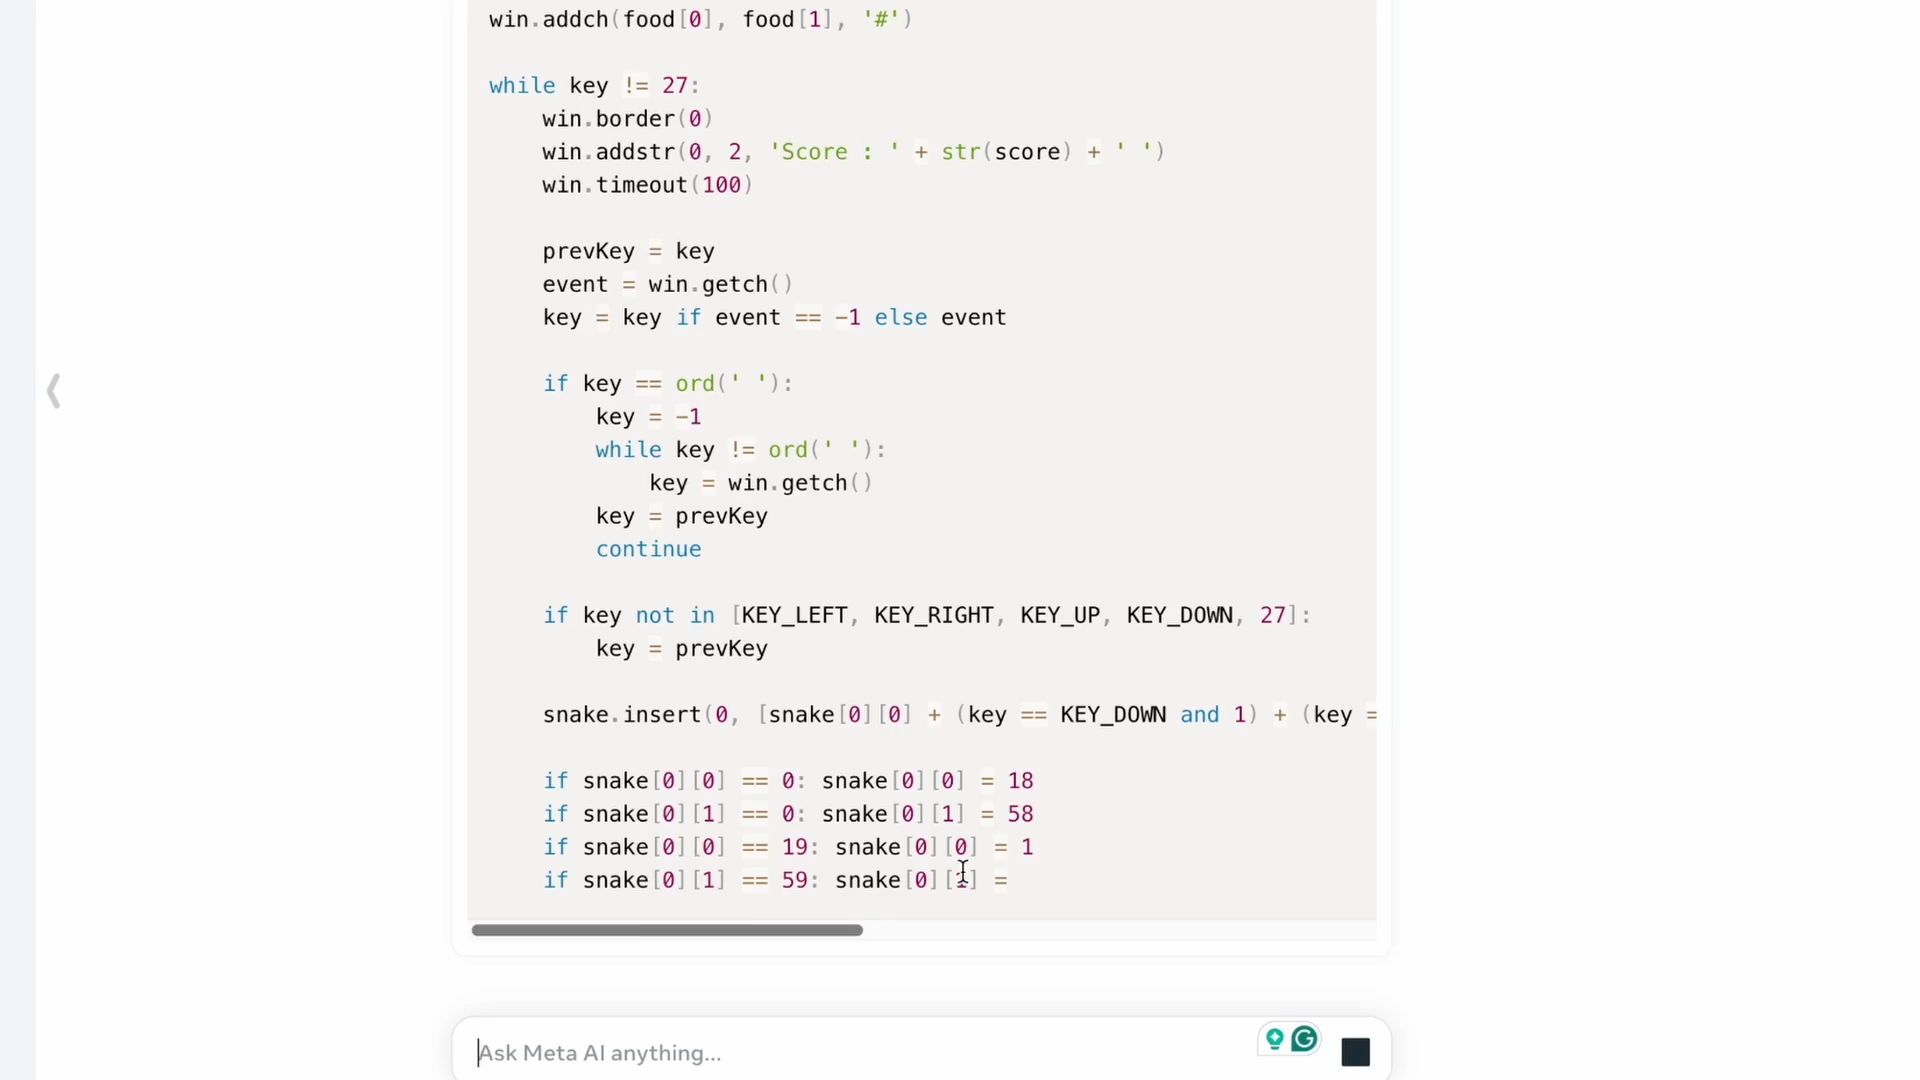 win.addch(food[0], food[1], '#')
while key != 27:
    win.border(0)
    win.addstr(0, 2, 'Score : ' + str(score) + ' ')
    win.timeout(100)
    prevKey = key
    event = win.getch()
    key = key if event == -1 else event
    if key == ord(' '):
        key = -1
        while key != ord(' '):
            key = win.getch()
        key = prevKey
        continue
    if key not in [KEY_LEFT, KEY_RIGHT, KEY_UP, KEY_DOWN, 27]:
        key = prevKey
    snake.insert(0, [snake[0][0] + (key == KEY_DOWN and 1) + (key =
    if snake[0][0] == 0: snake[0][0] = 18
    if snake[0][1] == 0: snake[0][1] = 58
    if snake[0][0] == 19: snake[0][0] = 1
    if snake[0][1] == 59: snake[0][1] =
Ask Meta AI anything...